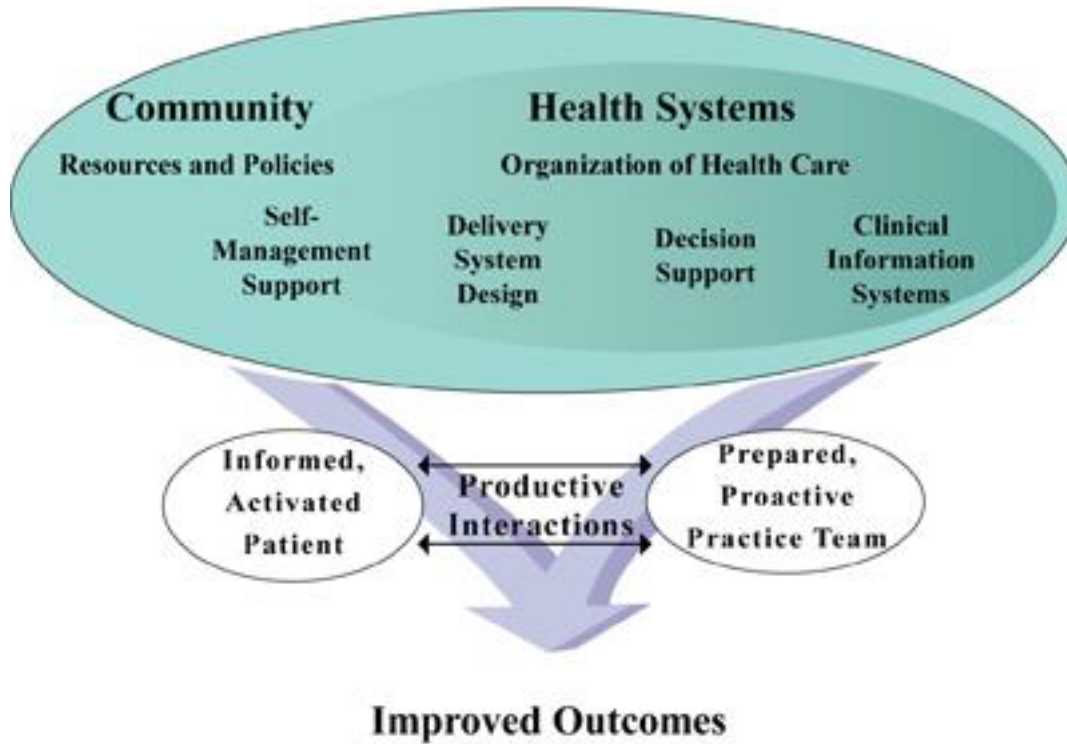 Community
Resources and Policies
Health Systems
Organization of Health Care
Self-
Management
Support
Delivery
System
Design
Decision
Support
Clinical
Information
Systems
Informed,
Activated
Patient
Productive
Interactions
Prepared,
Proactive
Practice Team
Improved Outcomes